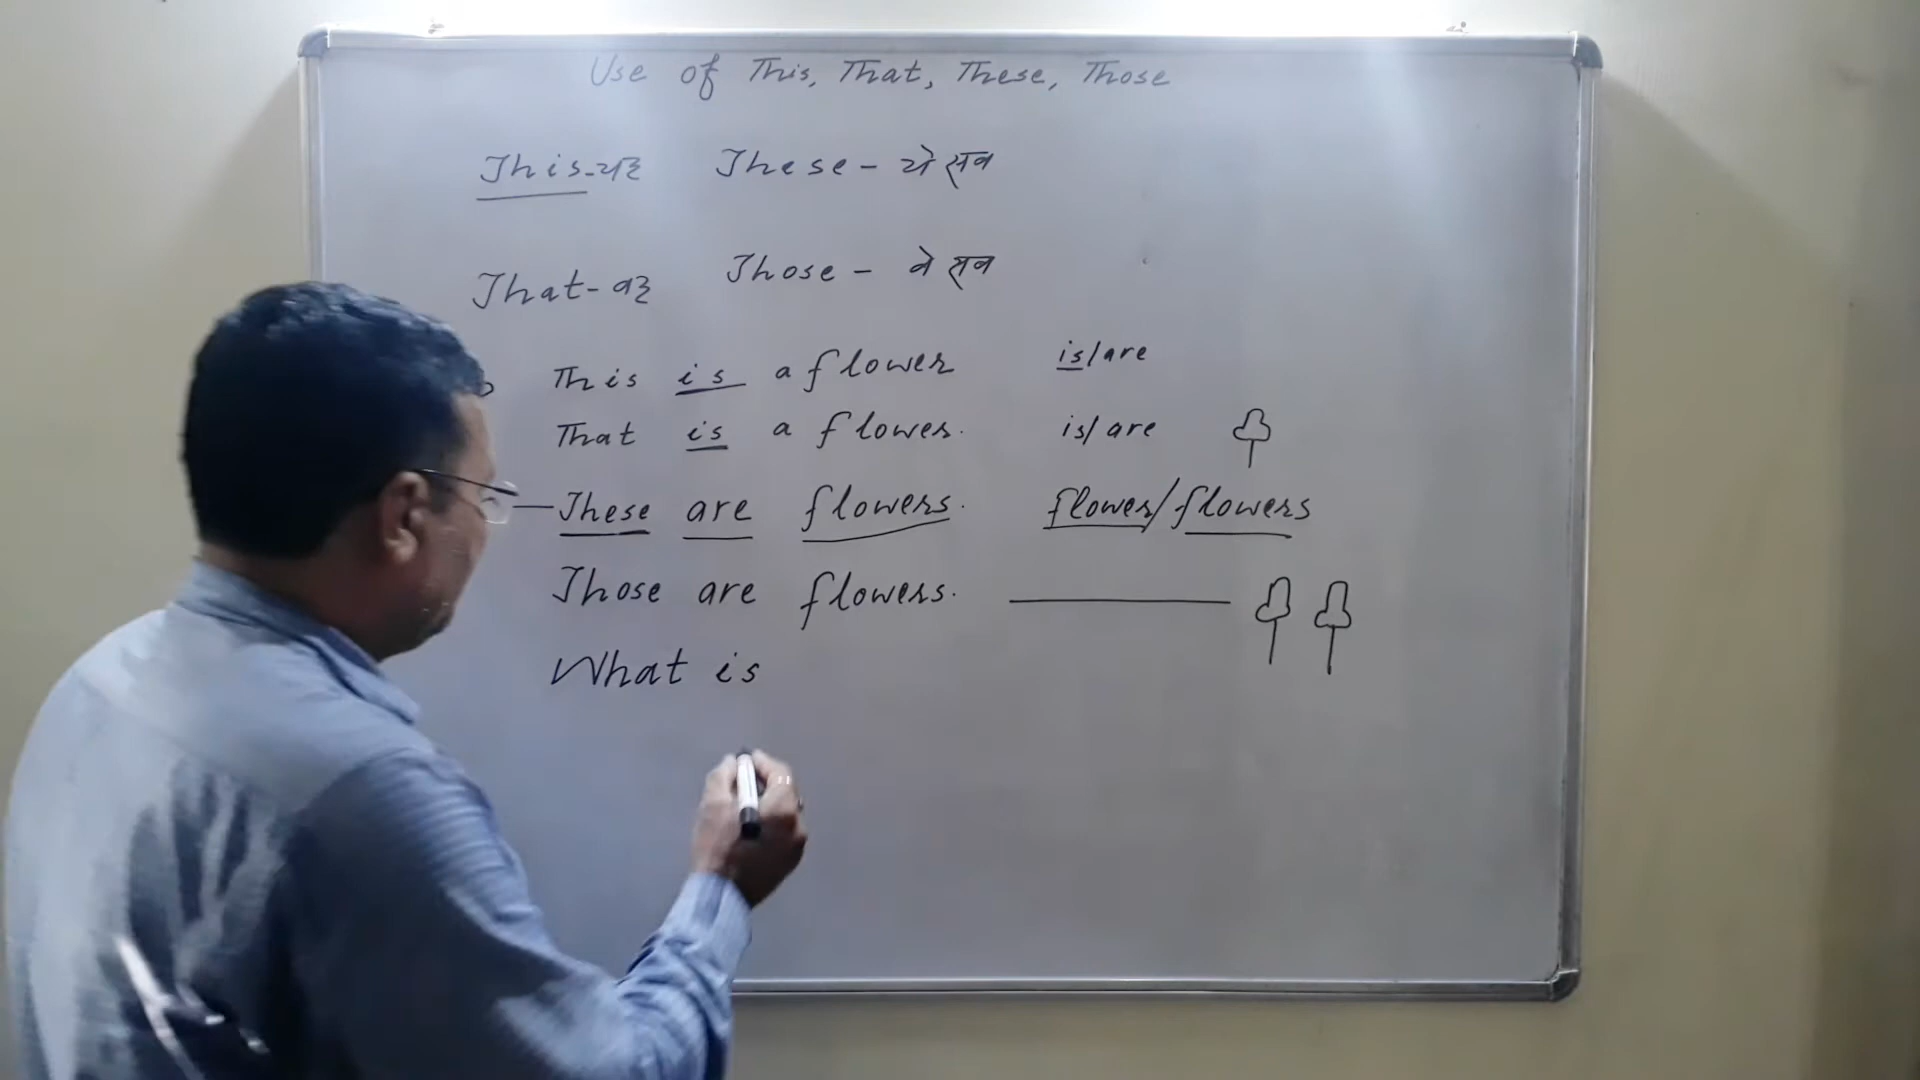 Use of This, That, These, Those
This-यह These - ये सब
That- वह Those - वे सब
This is a flower is/are
That is a flower. is/are
These are flowers. flower/flowers
Those are flowers.
What is